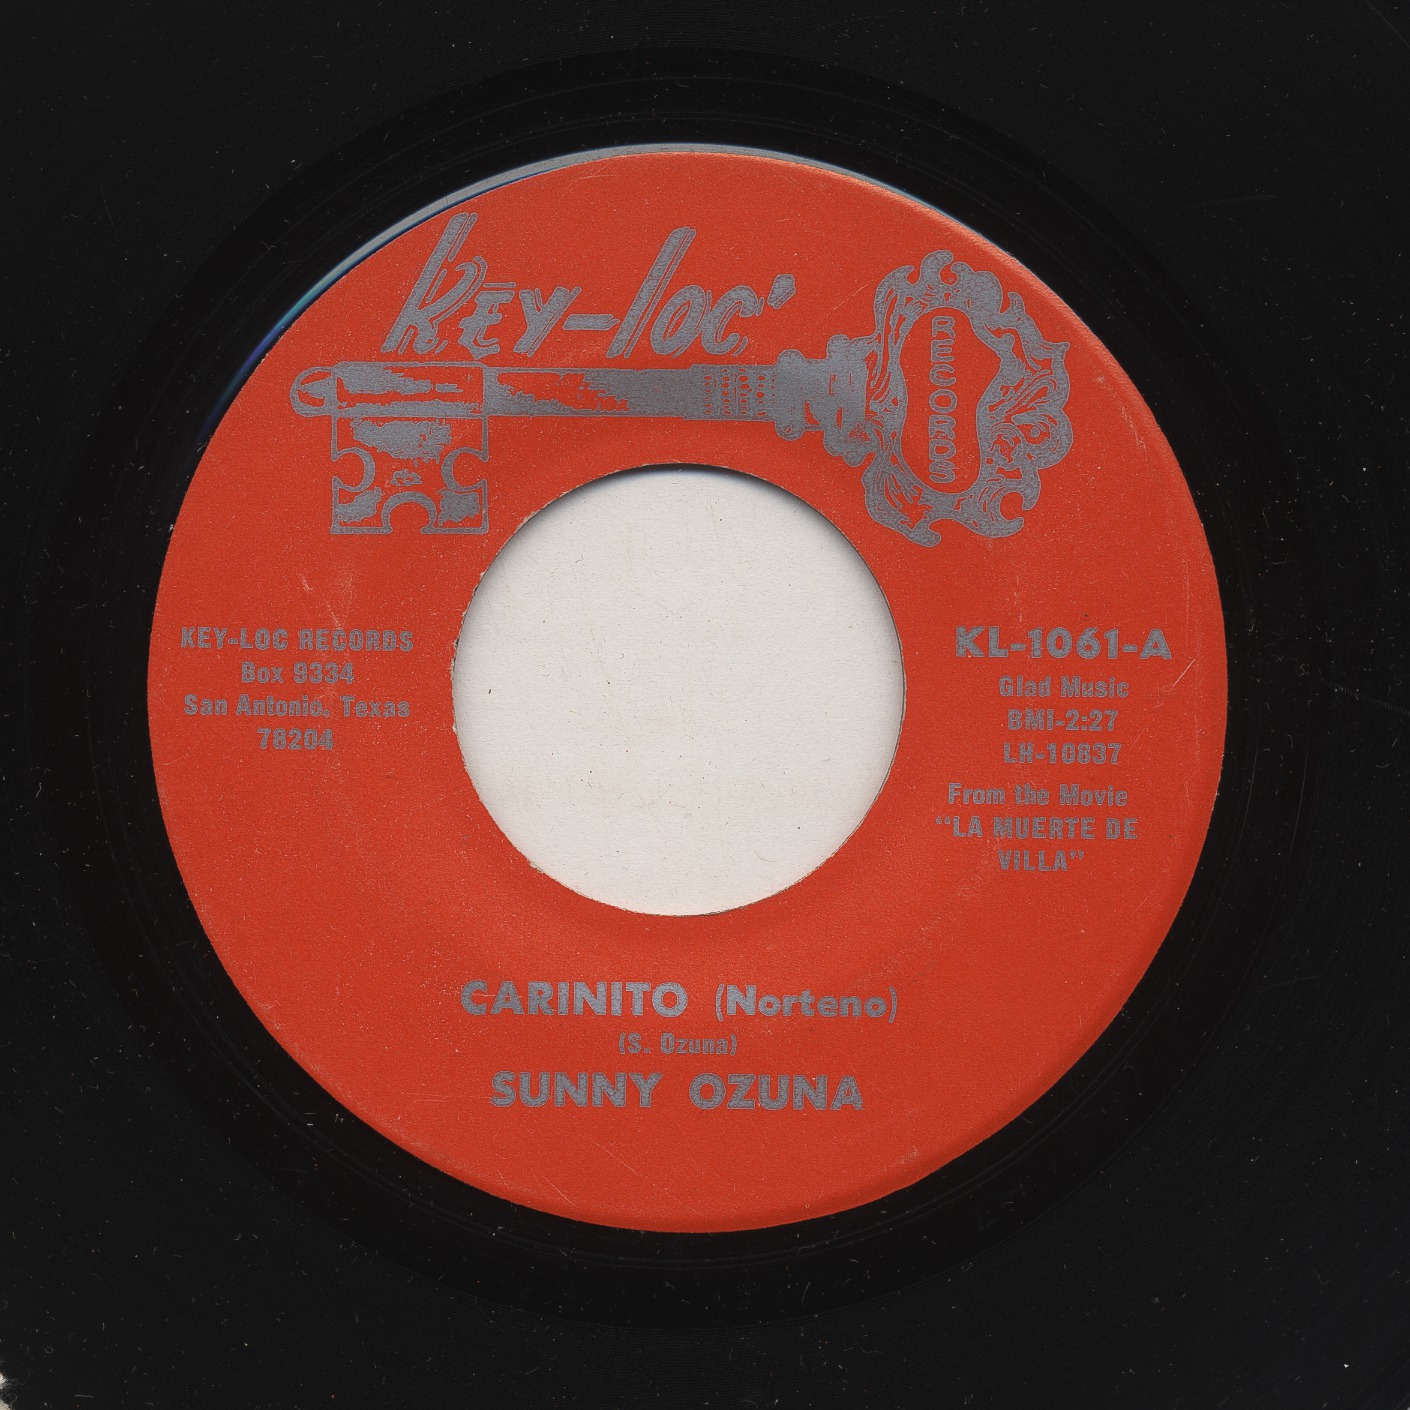 KEY-LOC
RECORDS
KEY-LOC RECORDS
Box 9334
San Antonio, Texas
78204
KL-1061-A
Glad Music
BMI-2:27
LH-10837
From the Movie
“LA MUERTE DE
VILLA”
CARINITO (Norteno)
(S. Ozuna)
SUNNY OZUNA